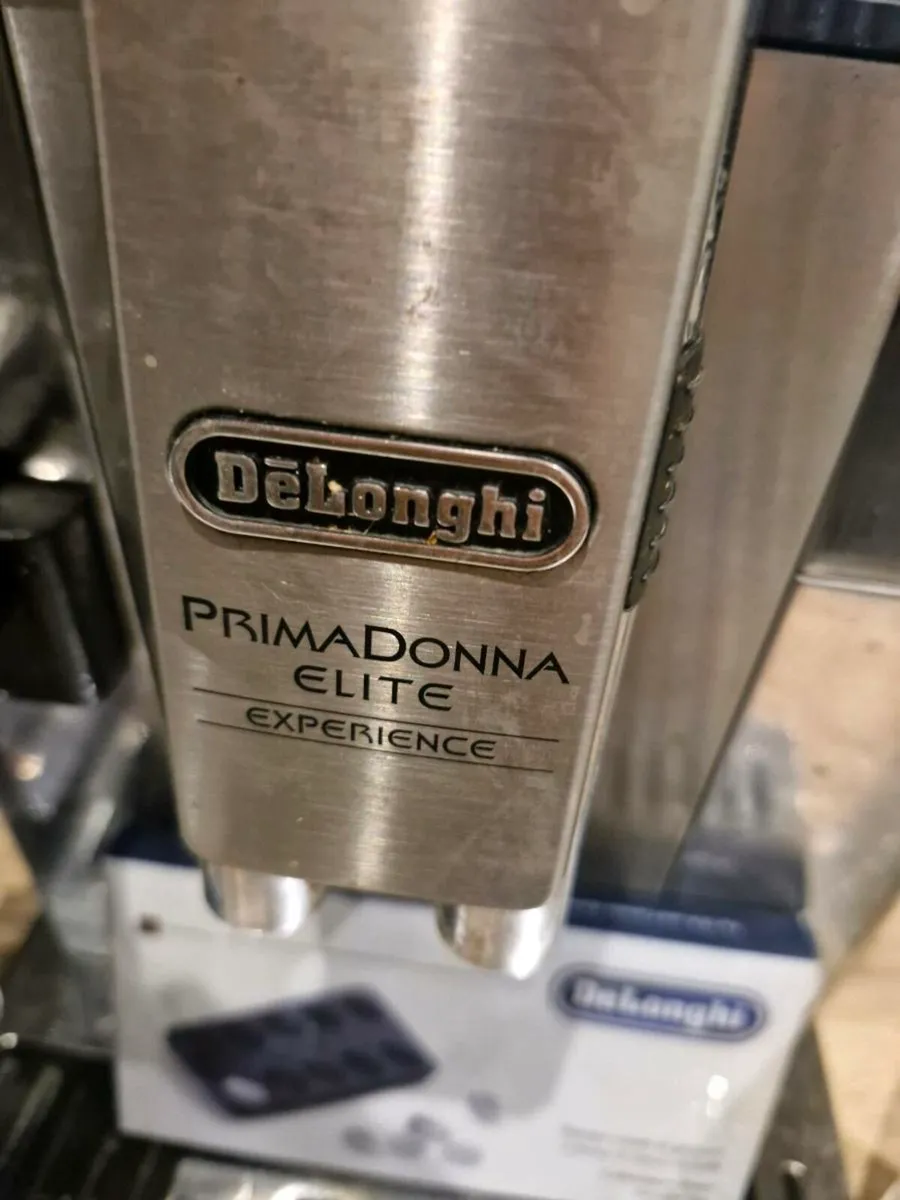 DēLonghi
PRIMADONNA
ELITE
EXPERIENCE
DeLonghi